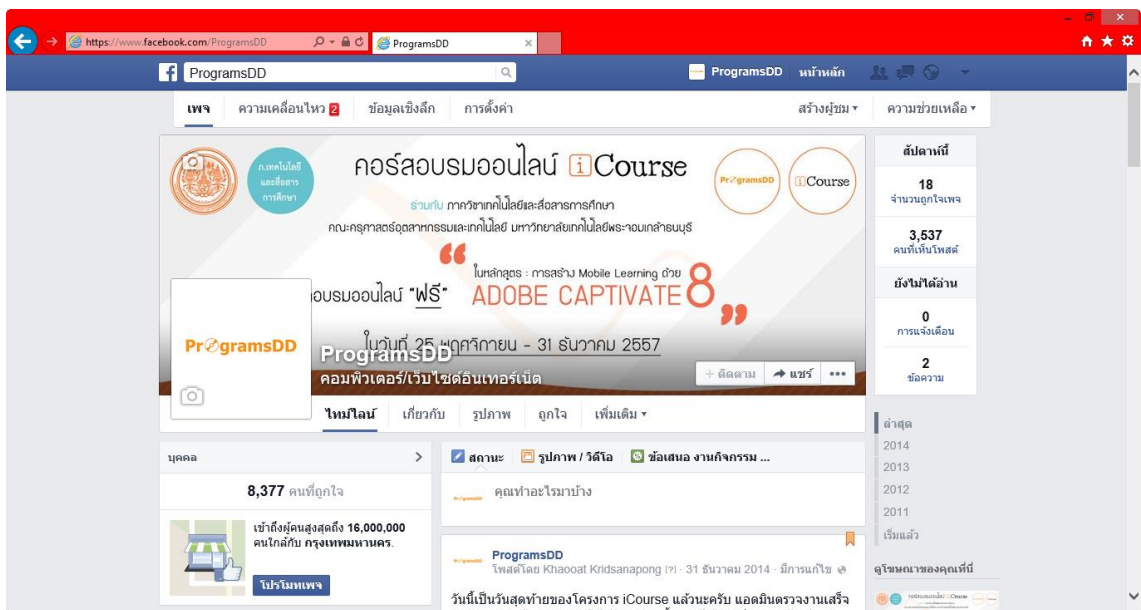 https://www.facebook.com/ProgramsDD
ProgramsDD
ProgramsDD
ProgramsDD หน้าหลัก
เพจ ความเคลื่อนไหว 2 ข้อมูลเชิงลึก การตั้งค่า สร้างผู้ชม ความช่วยเหลือ
ภ.เทคโนโลยี
และสื่อสาร
การศึกษา
คอร์สอบรมออนไลน์ iCourse
ProgramsDD
iCourse
ร่วมกับ ภาควิชาเทคโนโลยีและสื่อสารการศึกษา
คณะครุศาสตร์อุตสาหกรรมและเทคโนโลยี มหาวิทยาลัยเทคโนโลยีพระจอมเกล้าธนบุรี
“ ในหลักสูตร : การสร้าง Mobile Learning ด้วย
อบรมออนไลน์ "ฟรี" ADOBE CAPTIVATE 8 ”
ในวันที่ 25 พฤศจิกายน - 31 ธันวาคม 2557
ProgramsDD
ProgramsDD
คอมพิวเตอร์/เว็บไซต์อินเทอร์เน็ต
+ ติดตาม แชร์ •••
ไทม์ไลน์ เกี่ยวกับ รูปภาพ ถูกใจ เพิ่มเติม
สัปดาห์นี้
18
จำนวนถูกใจเพจ
3,537
คนที่เห็นโพสต์
ยังไม่ได้อ่าน
0
การแจ้งเตือน
2
ข้อความ
ล่าสุด
2014
2013
2012
2011
เริ่มแล้ว
บุคคล
8,377 คนที่ถูกใจ
เข้าถึงผู้คนสูงสุดถึง 16,000,000
คนใกล้กับ กรุงเทพมหานคร.
โปรโมทเพจ
สถานะ รูปภาพ / วิดีโอ ข้อเสนอ งานกิจกรรม ...
คุณทำอะไรมาบ้าง
ProgramsDD
โพสต์โดย Khaooat Kridsanapong [?] · 31 ธันวาคม 2014 · มีการแก้ไข
วันนี้เป็นวันสุดท้ายของโครงการ iCourse แล้วนะครับ แอดมินตรวจงานเสร็จ
ดูโฆษณาของคุณที่นี่